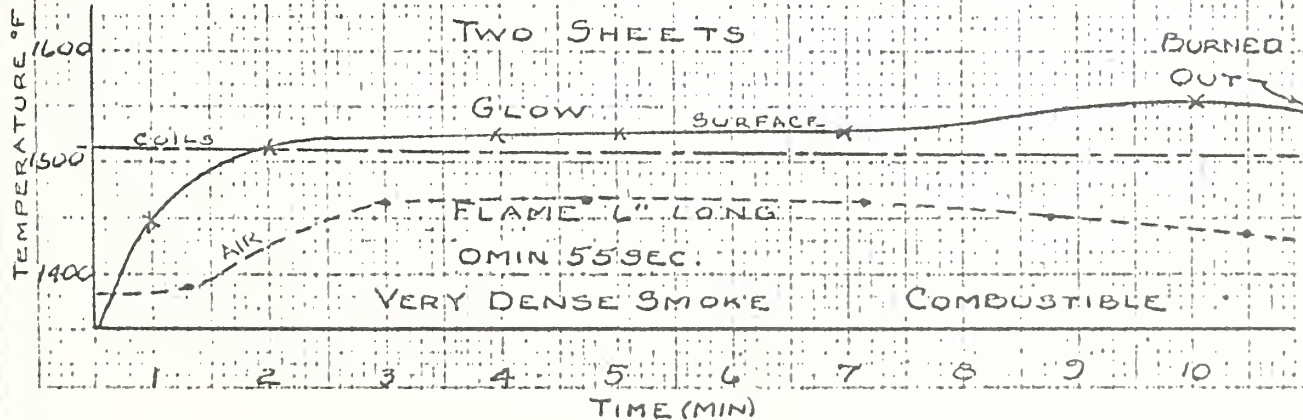 TWO SHEETS
TEMPERATURE °F
1600
1500
1400
BURNED
OUT
GLOW
SURFACE
COILS
AIR
FLAME 6" LONG
0 MIN 55 SEC.
VERY DENSE SMOKE
COMBUSTIBLE
1 2 3 4 5 6 7 8 9 10
TIME (MIN)